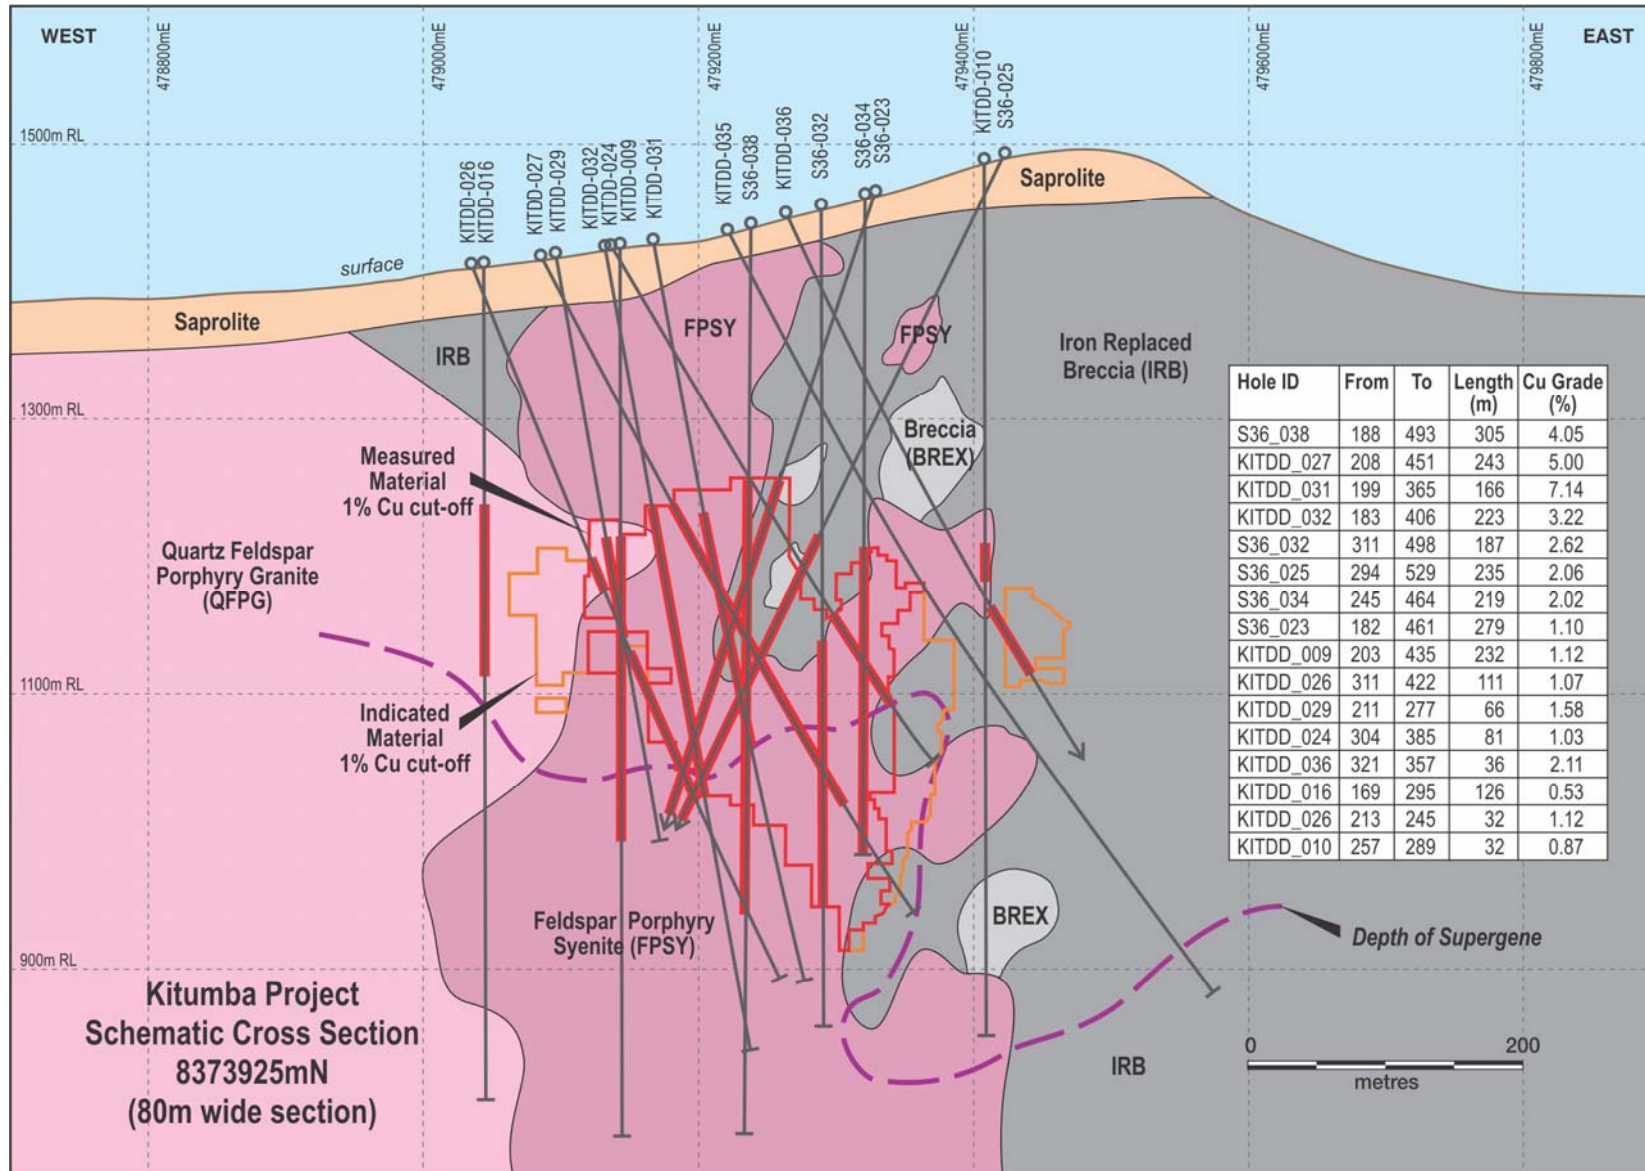 WEST
478800mE
479000mE
479200mE
479400mE
479600mE
479800mE
EAST
1500m RL
1300m RL
1100m RL
900m RL
KITDD-026
KITDD-016
KITDD-027
KITDD-029
KITDD-032
KITDD-024
KITDD-009
KITDD-031
KITDD-035
S36-038
KITDD-036
S36-032
S36-034
S36-023
KITDD-010
S36-025
surface
Saprolite
Saprolite
IRB
FPSY
FPSY
Iron Replaced
Breccia (IRB)
Breccia
(BREX)
Measured
Material
1% Cu cut-off
Quartz Feldspar
Porphyry Granite
(QFPG)
Indicated
Material
1% Cu cut-off
Feldspar Porphyry
Syenite (FPSY)
BREX
Depth of Supergene
IRB
Hole ID From To Length (m) Cu Grade (%)
S36_038 188 493 305 4.05
KITDD_027 208 451 243 5.00
KITDD_031 199 365 166 7.14
KITDD_032 183 406 223 3.22
S36_032 311 498 187 2.62
S36_025 294 529 235 2.06
S36_034 245 464 219 2.02
S36_023 182 461 279 1.10
KITDD_009 203 435 232 1.12
KITDD_026 311 422 111 1.07
KITDD_029 211 277 66 1.58
KITDD_024 304 385 81 1.03
KITDD_036 321 357 36 2.11
KITDD_016 169 295 126 0.53
KITDD_026 213 245 32 1.12
KITDD_010 257 289 32 0.87
Kitumba Project
Schematic Cross Section
8373925mN
(80m wide section)
0 200
metres